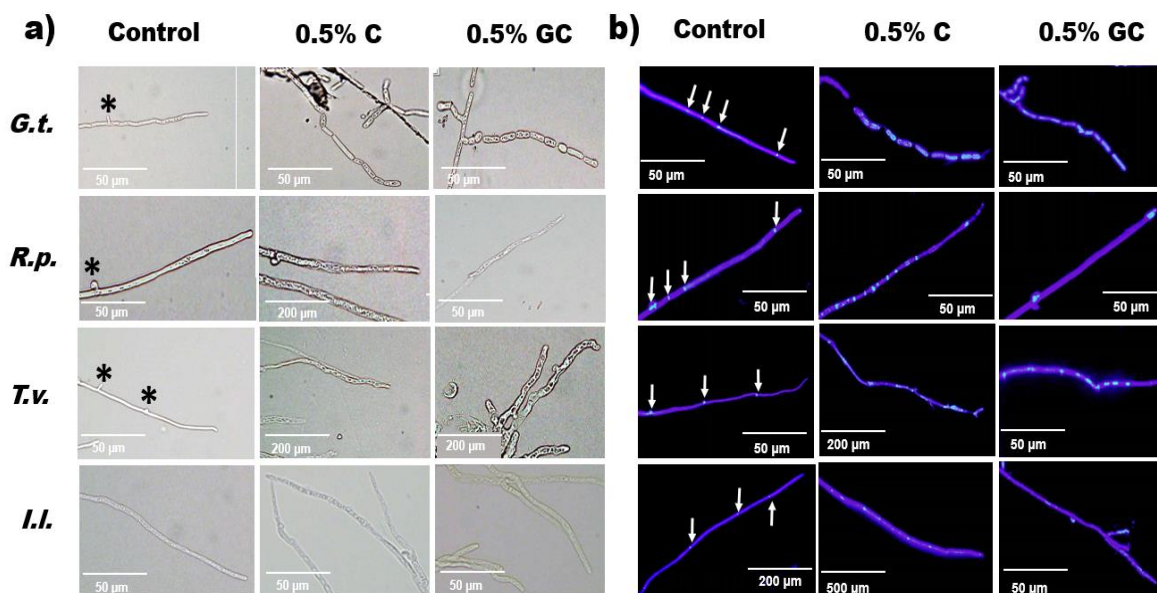 a) Control 0.5% C 0.5% GC b) Control 0.5% C 0.5% GC
G.t. * 50 µm 50 µm 50 µm 50 µm 50 µm 50 µm
R.p. * 50 µm 200 µm 50 µm 50 µm 50 µm 50 µm
T.v. * * 50 µm 200 µm 200 µm 50 µm 200 µm 50 µm
I.l. 50 µm 50 µm 50 µm 200 µm 500 µm 50 µm